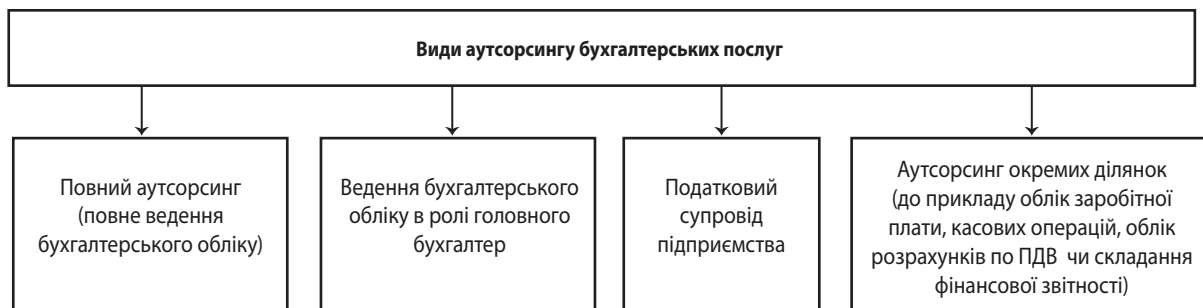 Види аутсорсингу бухгалтерських послуг
Повний аутсорсинг
(повне ведення
бухгалтерського обліку)
Ведення бухгалтерського
обліку в ролі головного
бухгалтер
Податковий
супровід
підприємства
Аутсорсинг окремих ділянок
(до прикладу облік заробітної
плати, касових операцій, облік
розрахунків по ПДВ  чи складання
фінансової звітності)